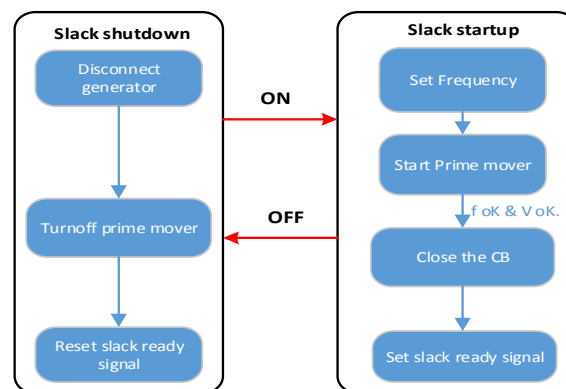 Slack shutdown
Disconnect
generator
Turnoff prime mover
Reset slack ready
signal
ON
OFF
Slack startup
Set Frequency
Start Prime mover
f oK & V oK.
Close the CB
Set slack ready signal